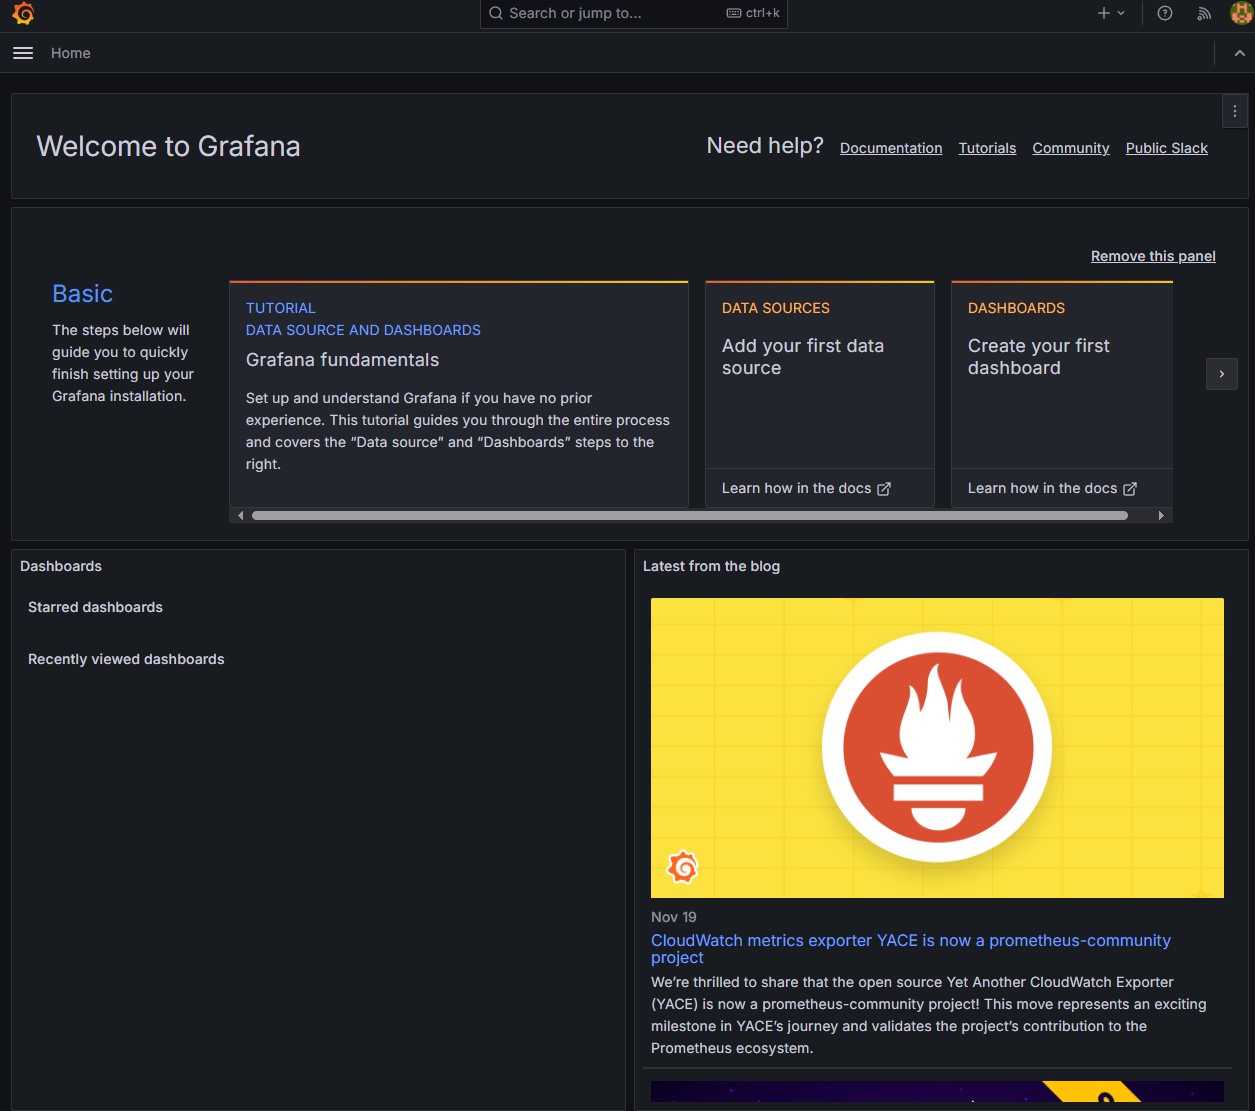 Search or jump to...
ctrl+k
Home
Welcome to Grafana
Need help?
Documentation
Tutorials
Community
Public Slack
Remove this panel
Basic
The steps below will
guide you to quickly
finish setting up your
Grafana installation.
TUTORIAL
DATA SOURCE AND DASHBOARDS
Grafana fundamentals
Set up and understand Grafana if you have no prior
experience. This tutorial guides you through the entire process
and covers the “Data source” and “Dashboards” steps to the
right.
DATA SOURCES
Add your first data
source
Learn how in the docs
DASHBOARDS
Create your first
dashboard
Learn how in the docs
Dashboards
Starred dashboards
Recently viewed dashboards
Latest from the blog
Nov 19
CloudWatch metrics exporter YACE is now a prometheus-community
project
We’re thrilled to share that the open source Yet Another CloudWatch Exporter
(YACE) is now a prometheus-community project! This move represents an exciting
milestone in YACE’s journey and validates the project’s contribution to the
Prometheus ecosystem.